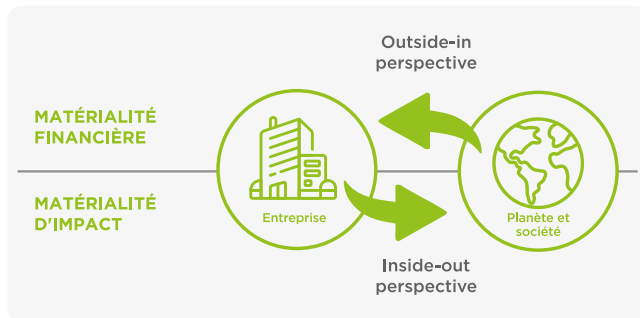 Outside-in
perspective
MATÉRIALITÉ
FINANCIÈRE
MATÉRIALITÉ
D'IMPACT
Entreprise
Planète et
société
Inside-out
perspective